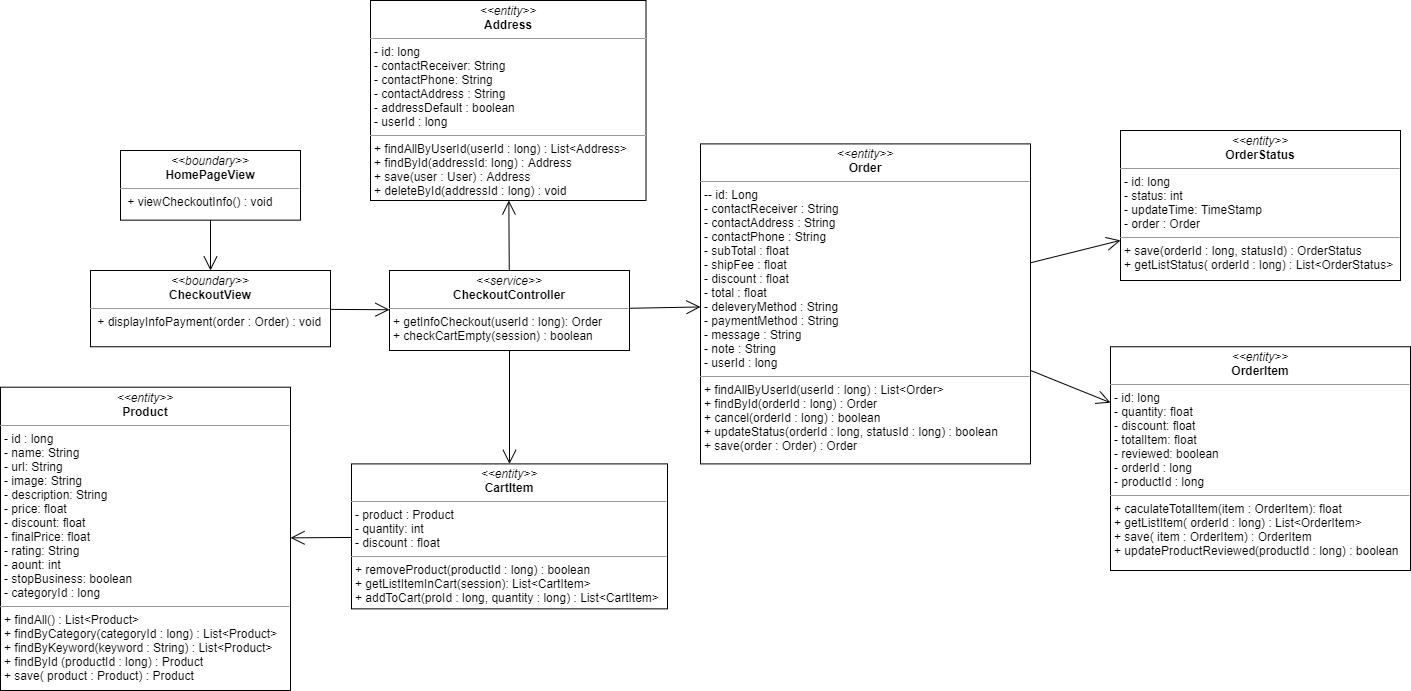 <<entity>>
Address
- id: long
- contactReceiver: String
- contactPhone: String
- contactAddress : String
- addressDefault : boolean
- userId : long
+ findAllByUserId(userId : long) : List<Address>
+ findById(addressId: long) : Address
+ save(user : User) : Address
+ deleteById(addressId : long) : void
<<boundary>>
HomePageView
+ viewCheckoutInfo() : void
<<boundary>>
CheckoutView
+ displayInfoPayment(order : Order) : void
<<service>>
CheckoutController
+ getInfoCheckout(userId : long): Order
+ checkCartEmpty(session) : boolean
<<entity>>
Order
-- id: Long
- contactReceiver : String
- contactAddress : String
- contactPhone : String
- subTotal : float
- shipFee : float
- discount : float
- total : float
- deleveryMethod : String
- paymentMethod : String
- message : String
- note : String
- userId : long
+ findAllByUserId(userId : long) : List<Order>
+ findById(orderId : long) : Order
+ cancel(orderId : long) : boolean
+ updateStatus(orderId : long, statusId : long) : boolean
+ save(order : Order) : Order
<<entity>>
OrderStatus
- id: long
- status: int
- updateTime: TimeStamp
- order : Order
+ save(orderId : long, statusId) : OrderStatus
+ getListStatus( orderId : long) : List<OrderStatus>
<<entity>>
OrderItem
- id: long
- quantity: float
- discount: float
- totalItem: float
- reviewed: boolean
- orderId : long
- productId : long
+ caculateTotalItem(item : OrderItem): float
+ getListItem( orderId : long) : List<OrderItem>
+ save( item : OrderItem) : OrderItem
+ updateProductReviewed(productId : long) : boolean
<<entity>>
Product
- id : long
- name: String
- url: String
- image: String
- description: String
- price: float
- discount: float
- finalPrice: float
- rating: String
- aount: int
- stopBusiness: boolean
- categoryId : long
+ findAll() : List<Product>
+ findByCategory(categoryId : long) : List<Product>
+ findByKeyword(keyword : String) : List<Product>
+ findById (productId : long) : Product
+ save( product : Product) : Product
<<entity>>
CartItem
- product : Product
- quantity: int
- discount : float
+ removeProduct(productId : long) : boolean
+ getListItemInCart(session): List<CartItem>
+ addToCart(proId : long, quantity : long) : List<CartItem>